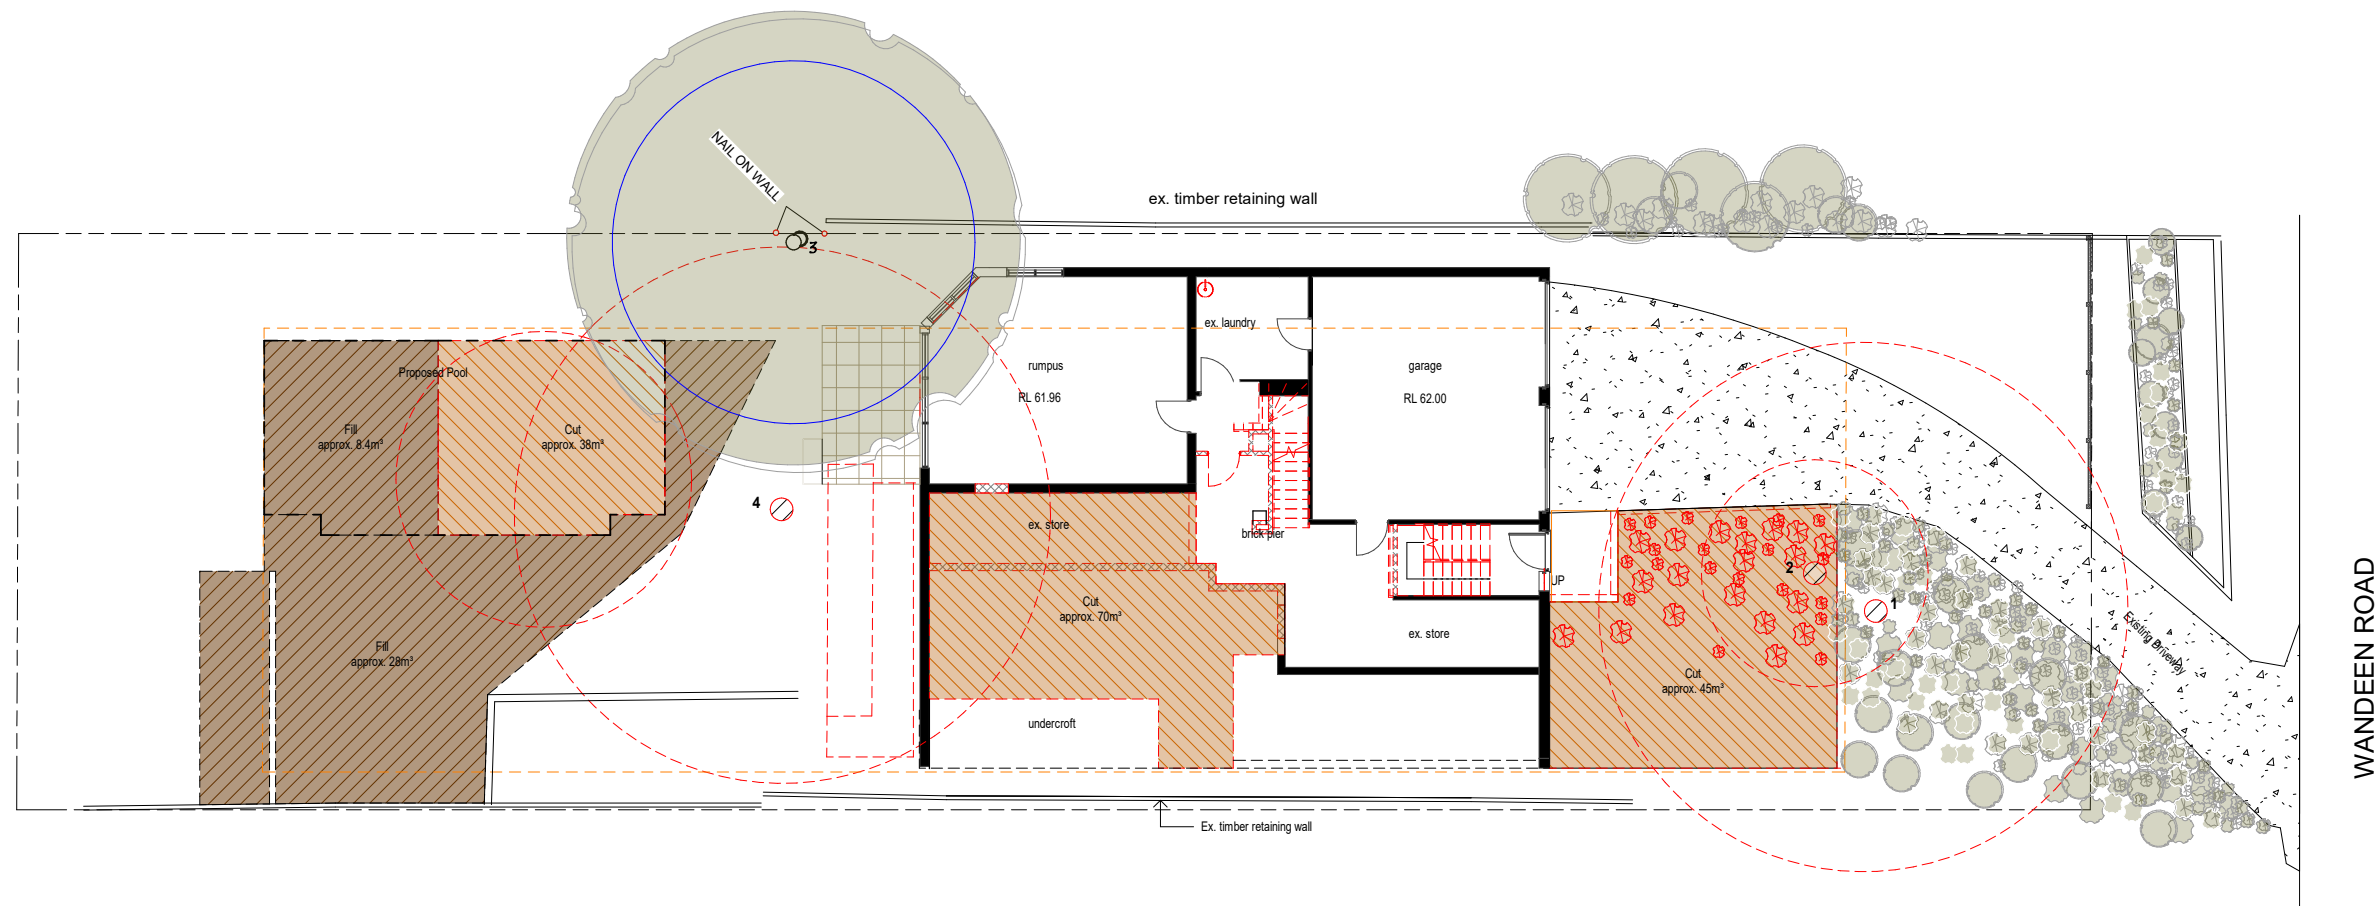 NAIL ON WALL
3
ex. timber retaining wall
ex. laundry
rumpus
RL 61.96
garage
RL 62.00
Proposed Pool
Fill
approx. 8.4m³
Cut
approx. 38m³
4
ex. store
brick pier
UP
2
1
Cut
approx. 70m³
ex. store
Existing Driveway
Fill
approx. 28m³
Cut
approx. 45m³
undercroft
Ex. timber retaining wall
WANDEEN ROAD